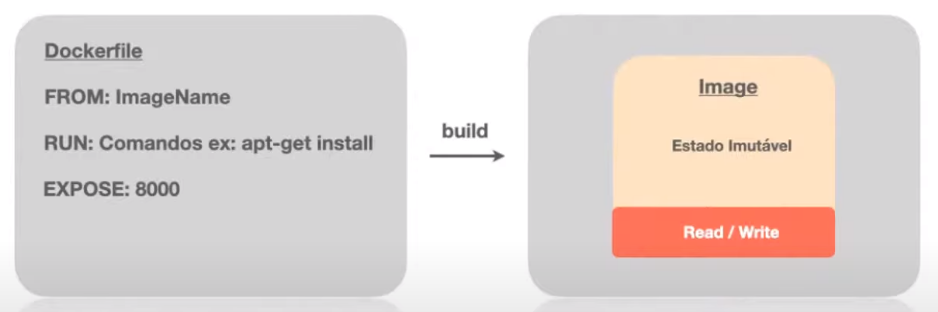 Dockerfile
FROM: ImageName
RUN: Comandos ex: apt-get install
EXPOSE: 8000
build
Image
Estado Imutável
Read / Write